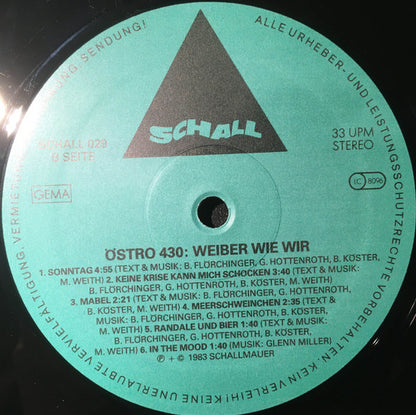 ALLE URHEBER- UND LEISTUNGSSCHUTZRECHTE VORBEHALTEN. KEIN VERLEIH! KEINE UNERLAUBTE VERVIELFÄLTIGUNG, VERMIETUNG, SENDUNG!
SCHALL
SCHALL 029
B SEITE
33 UPM
STEREO
GEMA
LC 8096
ÖSTRO 430: WEIBER WIE WIR
1. SONNTAG 4:55 (TEXT & MUSIK: B. FLÖRCHINGER, G. HOTTENROTH, B. KÖSTER,
M. WEITH) 2. KEINE KRISE KANN MICH SCHOCKEN 3:40 (TEXT & MUSIK:
B. FLÖRCHINGER, G. HOTTENROTH, B. KÖSTER, M. WEITH)
3. MABEL 2:21 (TEXT & MUSIK: B. FLÖRCHINGER, G. HOTTENROTH,
B. KÖSTER, M. WEITH) 4. MEERSCHWEINCHEN 2:35 (TEXT & MUSIK:
B. FLÖRCHINGER, G. HOTTENROTH, B. KÖSTER,
M. WEITH) 5. RANDALE UND BIER 1:40 (TEXT &
MUSIK: B. FLÖRCHINGER, G. HOTTENROTH, B. KÖSTER,
M. WEITH) 6. IN THE MOOD 1:40 (MUSIK: GLENN MILLER)
Ⓟ + © 1983 SCHALLMAUER